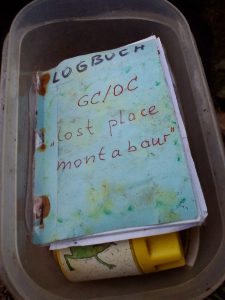 LOGBUCH
GC/OC
"lost place
montabaur"